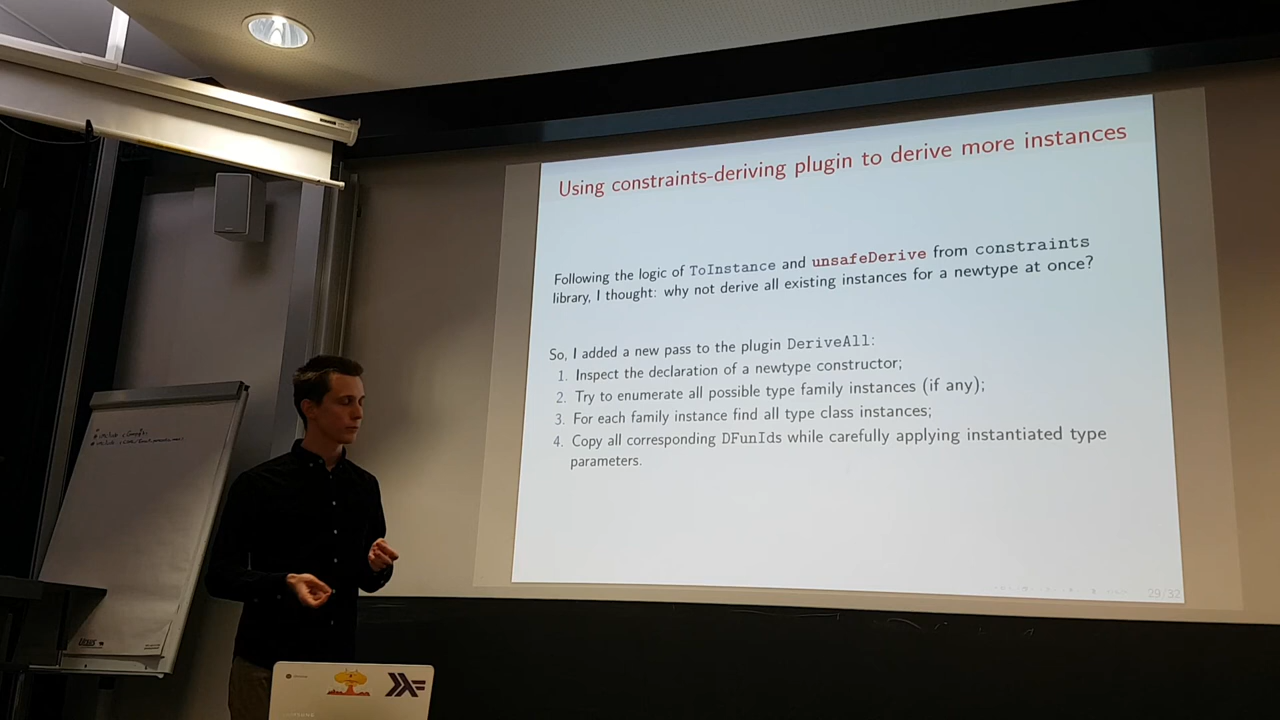 Using constraints-deriving plugin to derive more instances
Following the logic of ToInstance and unsafeDerive from constraints
library, I thought: why not derive all existing instances for a newtype at once?
So, I added a new pass to the plugin DeriveAll:
1. Inspect the declaration of a newtype constructor;
2. Try to enumerate all possible type family instances (if any);
3. For each family instance find all type class instances;
4. Copy all corresponding DFunIds while carefully applying instantiated type
parameters.
29/32